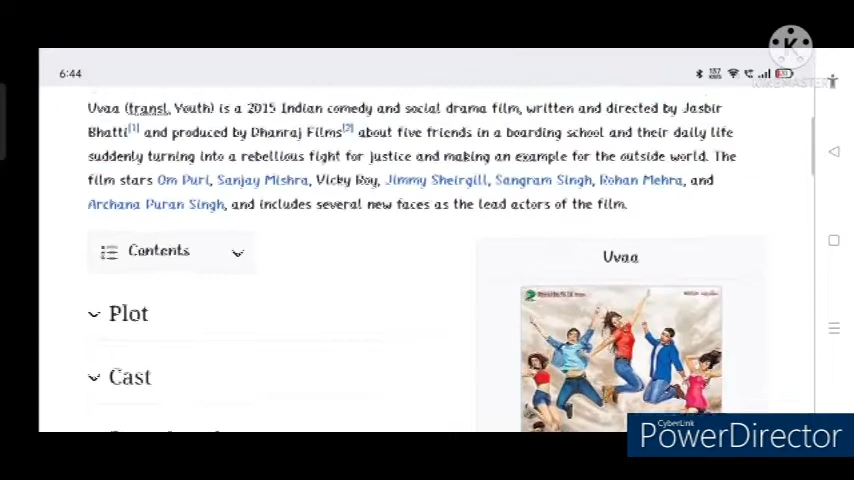 6:44
KINEMASTER
Uvaa (transl. Youth) is a 2015 Indian comedy and social drama film, written and directed by Jasbir
Bhatti[1] and produced by Dhanraj Films[2] about five friends in a boarding school and their daily life
suddenly turning into a rebellious fight for justice and making an example for the outside world. The
film stars Om Puri, Sanjay Mishra, Vicky Roy, Jimmy Sheirgill, Sangram Singh, Rohan Mehra, and
Archana Puran Singh, and includes several new faces as the lead actors of the film.
Contents
Uvaa
Plot
Cast
CyberLink
PowerDirector